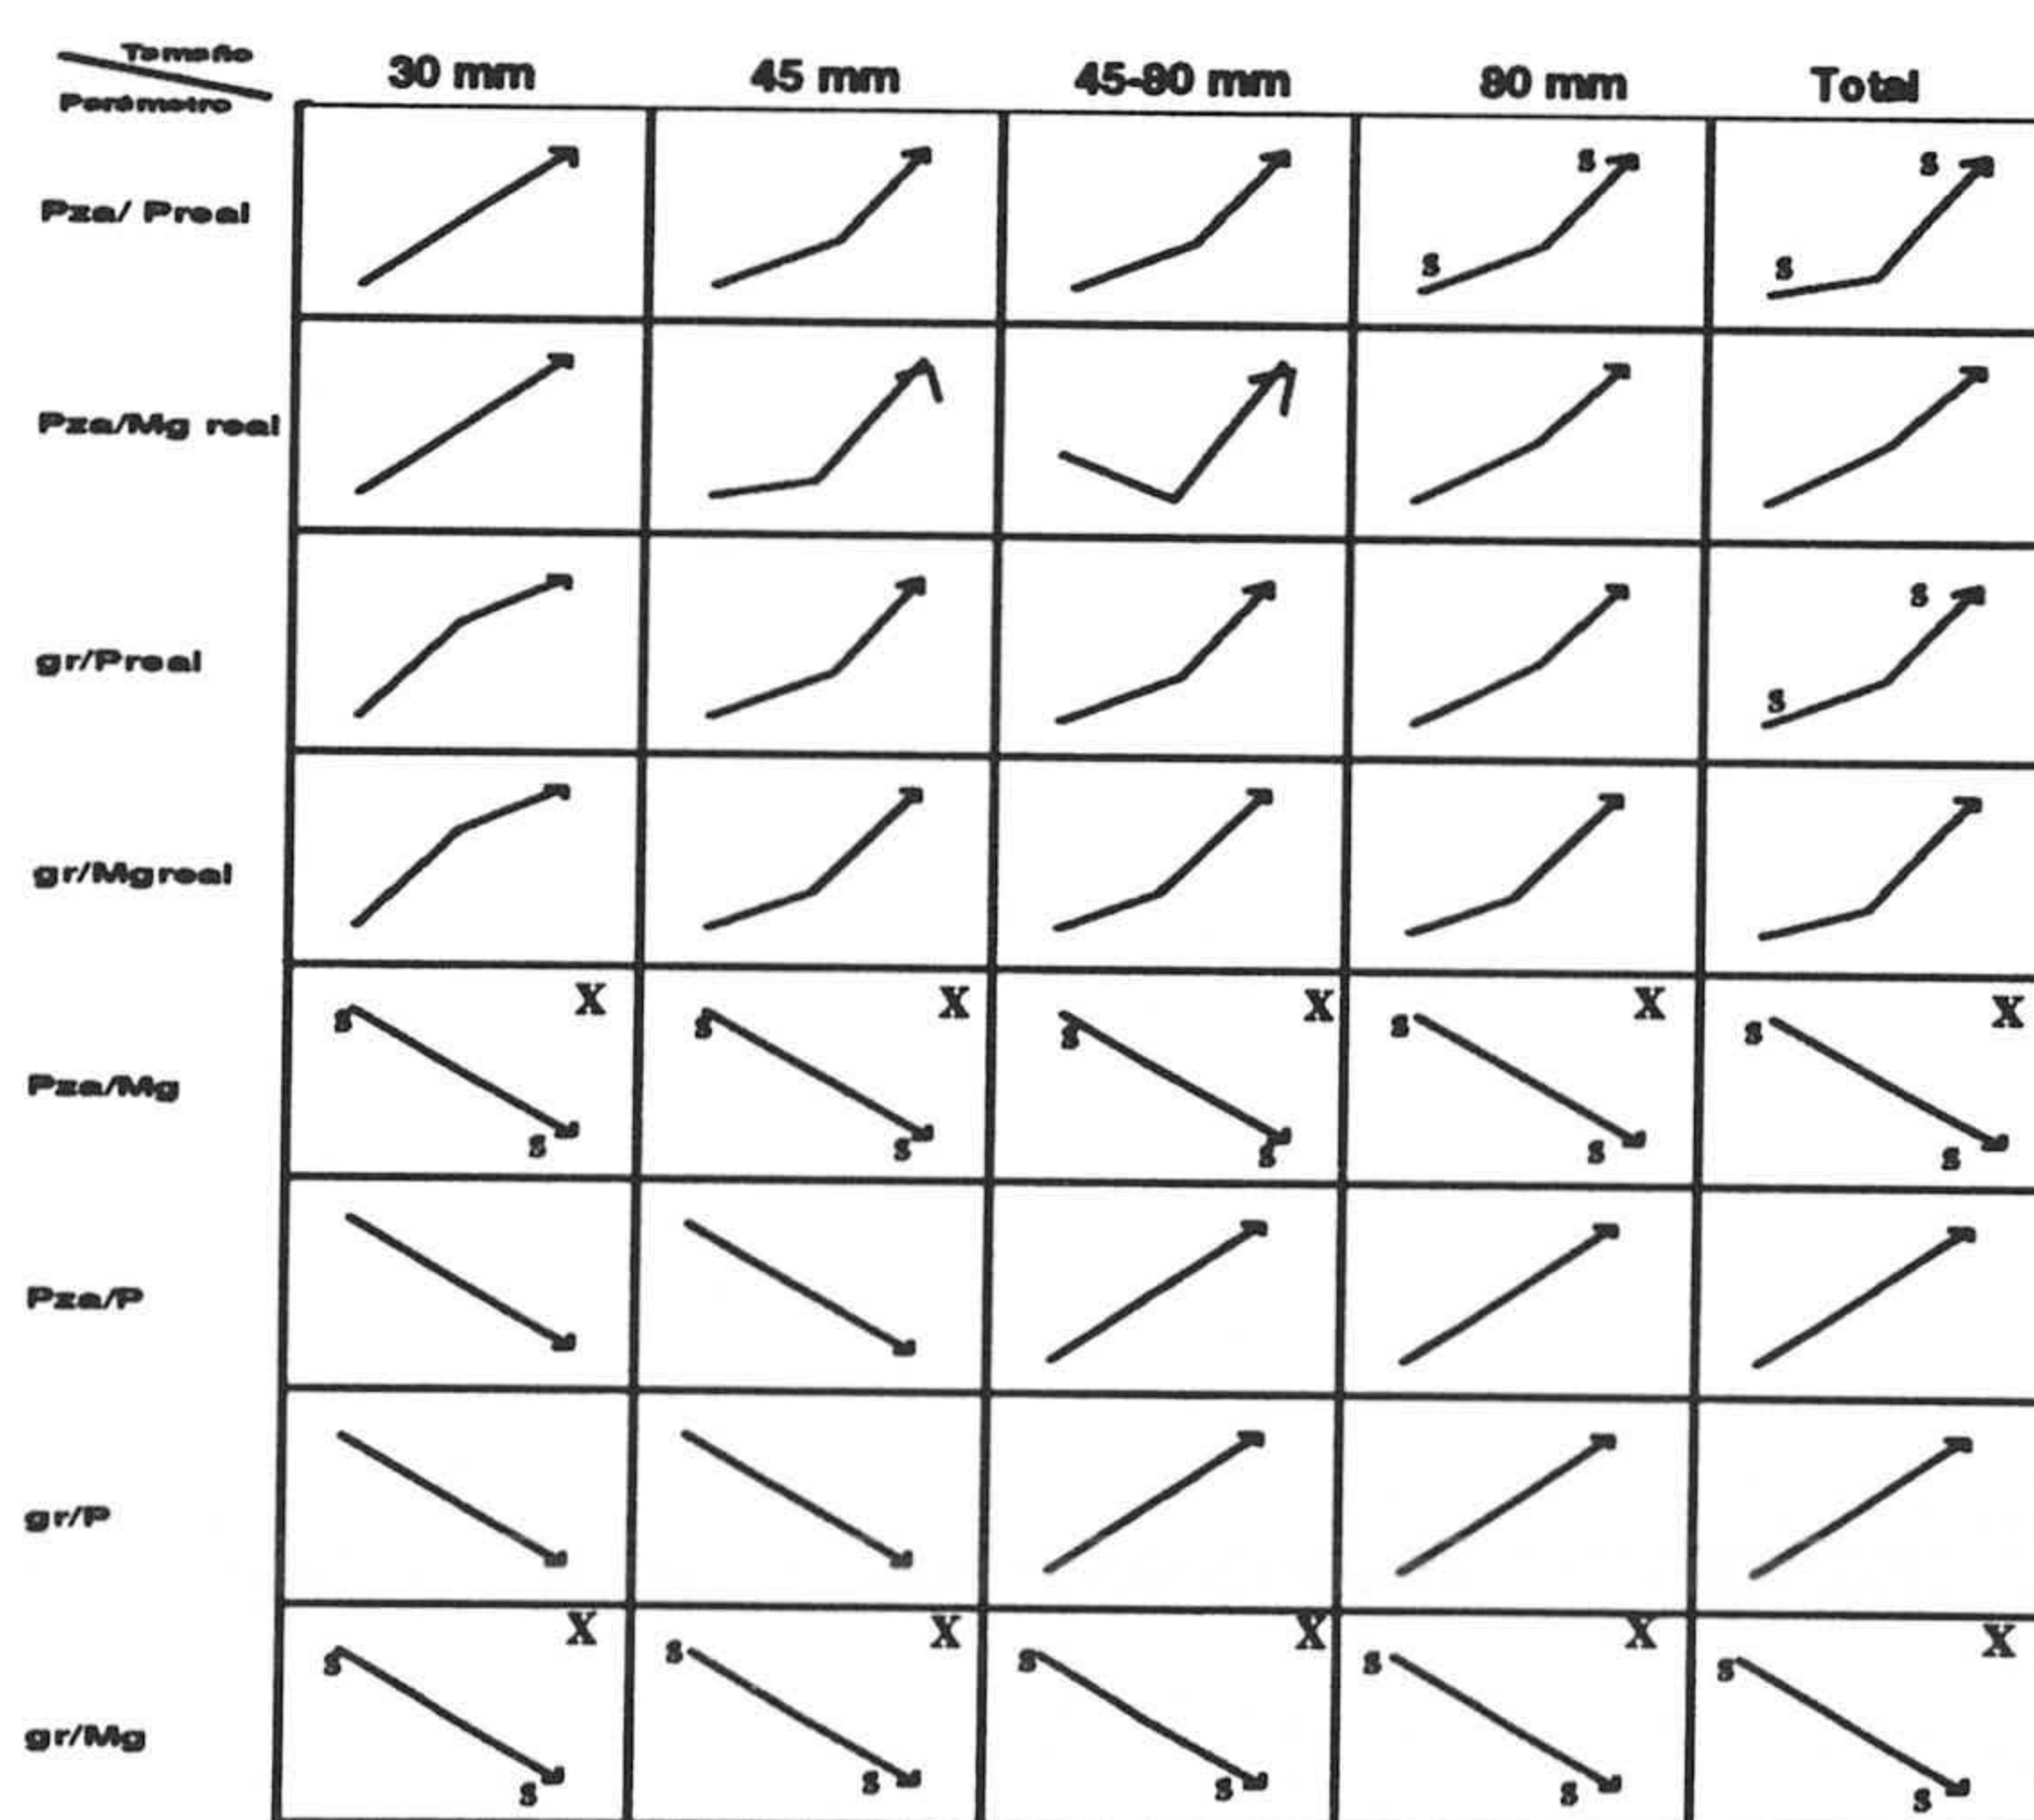 Tamaño
Parámetro
30 mm 45 mm 45-80 mm 80 mm Total
Pza/ Preal s s
s s
Pza/Mg real
gr/Preal s
s
gr/Mgreal
X X X X X
s s s s s
Pza/Mg
s s s s s
Pza/P
gr/P
X X X X X
s s s s s
gr/Mg
s s s s s